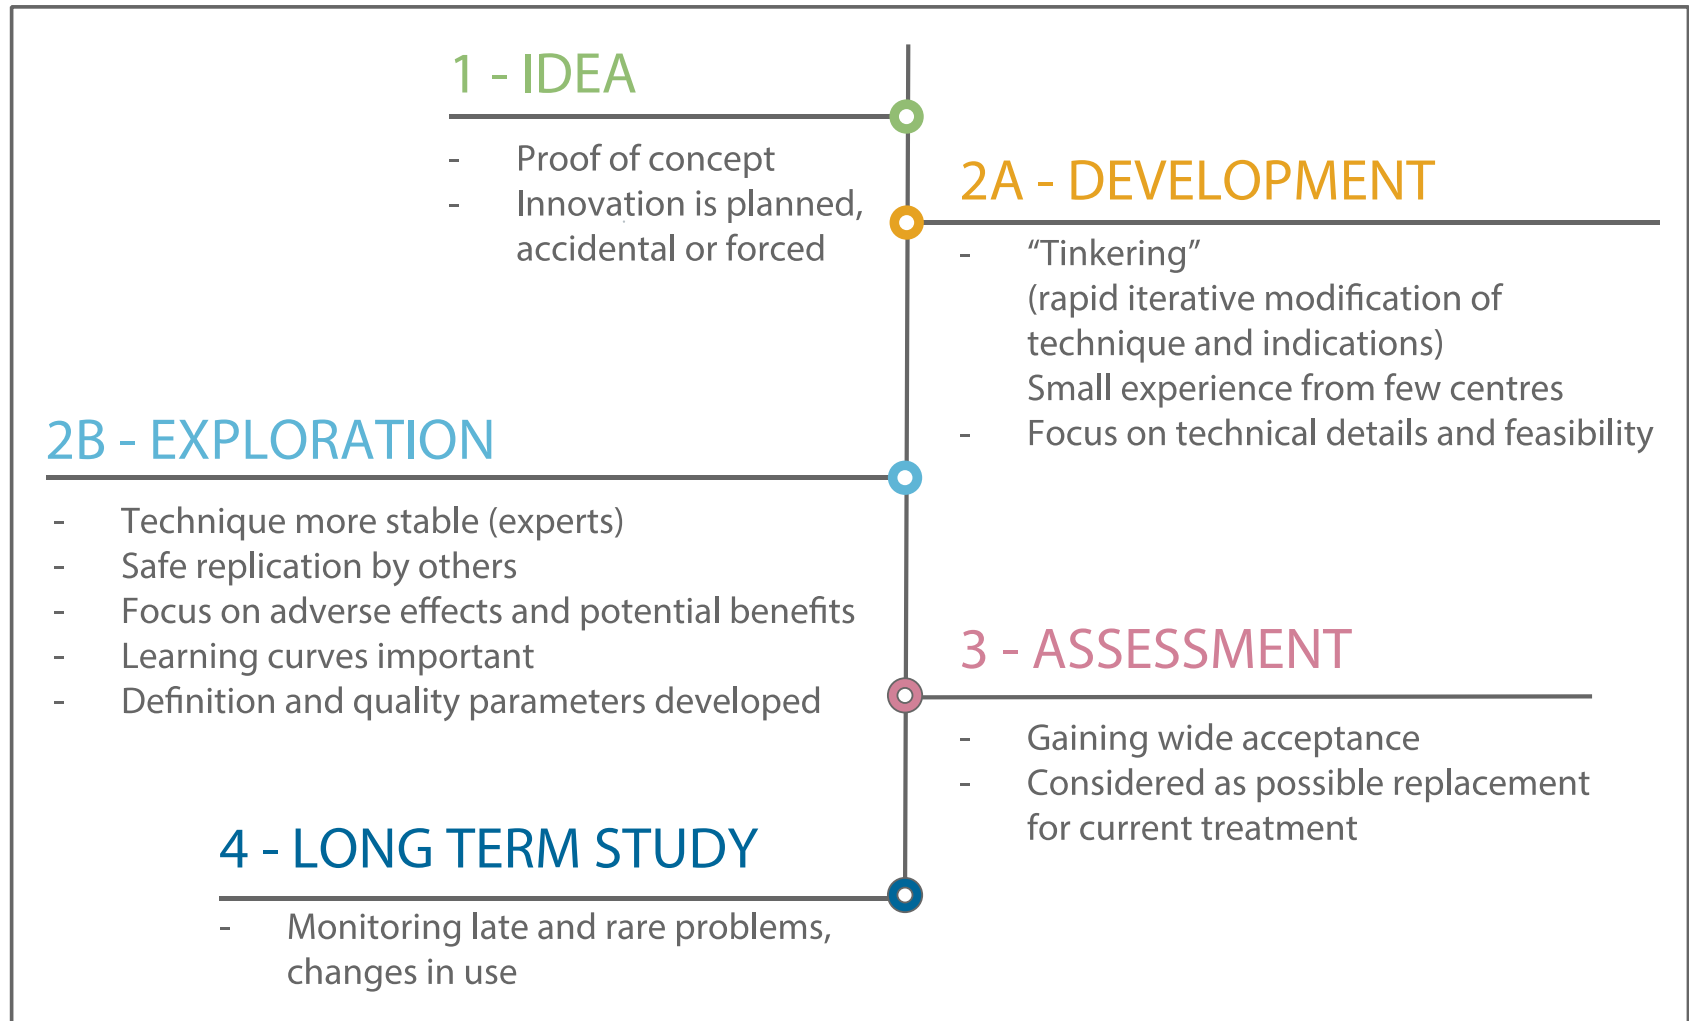 1 - IDEA
- Proof of concept
- Innovation is planned,
accidental or forced
2A - DEVELOPMENT
- “Tinkering”
(rapid iterative modification of
technique and indications)
Small experience from few centres
- Focus on technical details and feasibility
2B - EXPLORATION
- Technique more stable (experts)
- Safe replication by others
- Focus on adverse effects and potential benefits
- Learning curves important
- Definition and quality parameters developed
3 - ASSESSMENT
- Gaining wide acceptance
- Considered as possible replacement
for current treatment
4 - LONG TERM STUDY
- Monitoring late and rare problems,
changes in use